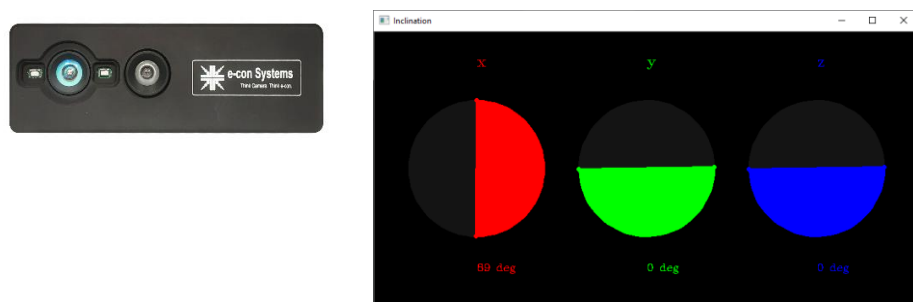 e-con Systems
Think Camera. Think e-con.
Inclination
x y z
89 deg 0 deg 0 deg